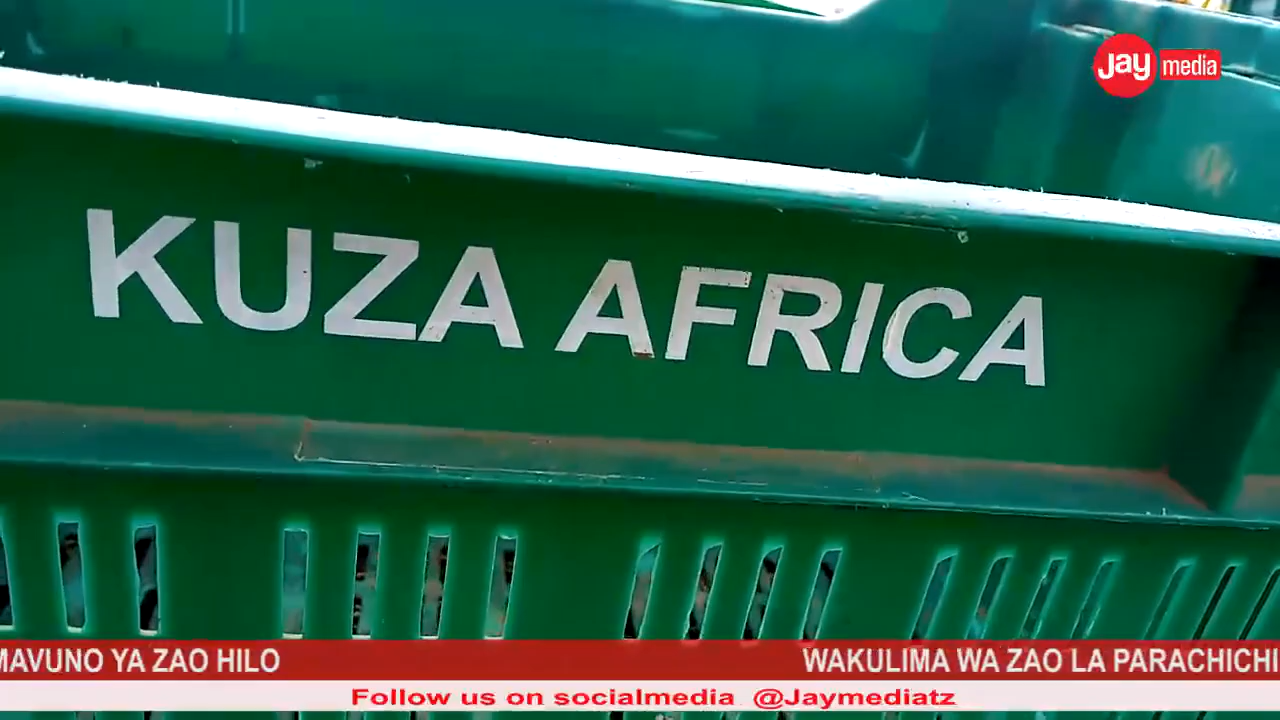 Jay media
KUZA AFRICA
MAVUNO YA ZAO HILO
WAKULIMA WA ZAO LA PARACHICHI
Follow us on socialmedia @Jaymediatz